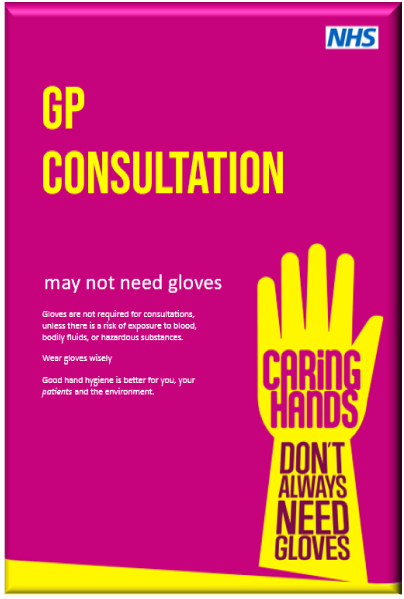 NHS
GP
CONSULTATION
may not need gloves
Gloves are not required for consultations,
unless there is a risk of exposure to blood,
bodily fluids, or hazardous substances.
Wear gloves wisely
Good hand hygiene is better for you, your
patients and the environment.
CARiNG
HANDS
DON'T
ALWAYS
NEED
GLOVES